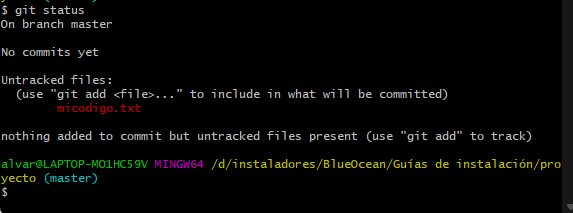 $ git status
On branch master

No commits yet

Untracked files:
  (use "git add <file>..." to include in what will be committed)
        micodigo.txt

nothing added to commit but untracked files present (use "git add" to track)

alvar@LAPTOP-MO1HC59V MINGW64 /d/instaladores/BlueOcean/Guías de instalación/pro
yecto (master)
$